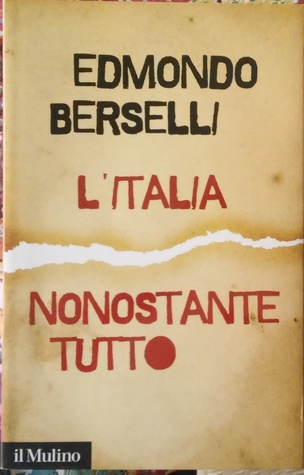 EDMONDO
BERSELLI
L'ITALIA
NONOSTANTE
TUTTO
il Mulino